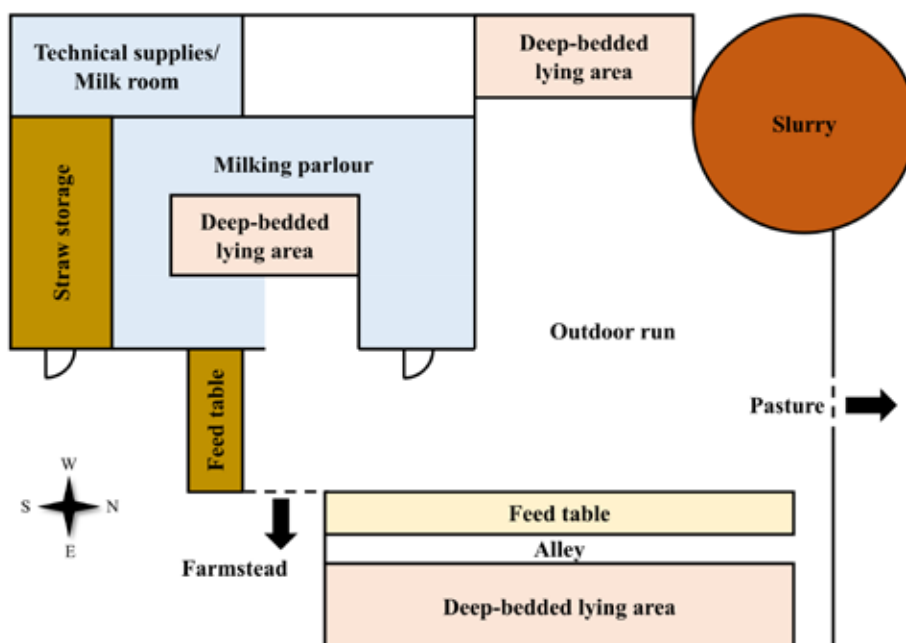 Technical supplies/
Milk room
Deep-bedded
lying area
Slurry
Milking parlour
Straw storage
Deep-bedded
lying area
Outdoor run
Feed table
Pasture
W
S N
E
Farmstead
Feed table
Alley
Deep-bedded lying area